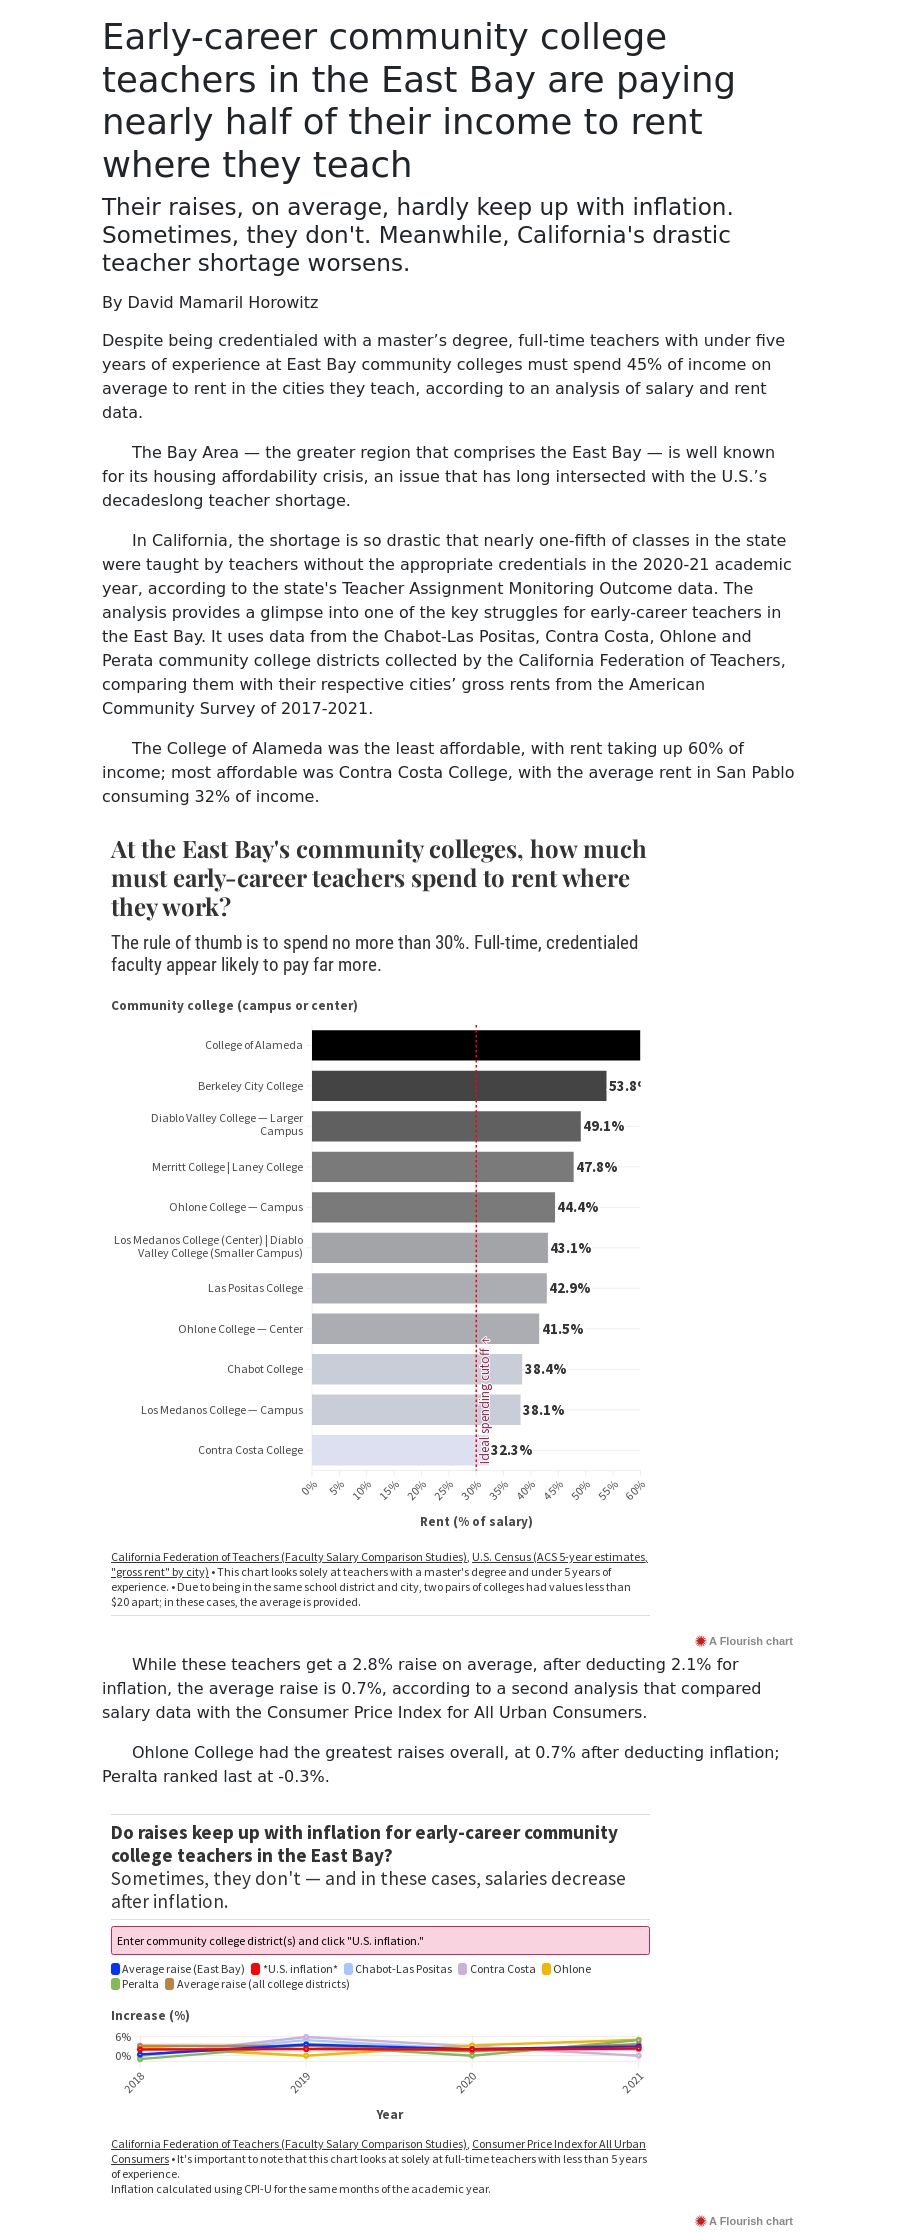 Early-career community college
teachers in the East Bay are paying
nearly half of their income to rent
where they teach
Their raises, on average, hardly keep up with inflation.
Sometimes, they don't. Meanwhile, California's drastic
teacher shortage worsens.
By David Mamaril Horowitz
Despite being credentialed with a master’s degree, full-time teachers with under five
years of experience at East Bay community colleges must spend 45% of income on
average to rent in the cities they teach, according to an analysis of salary and rent
data.
The Bay Area — the greater region that comprises the East Bay — is well known
for its housing affordability crisis, an issue that has long intersected with the U.S.’s
decadeslong teacher shortage.
In California, the shortage is so drastic that nearly one-fifth of classes in the state
were taught by teachers without the appropriate credentials in the 2020-21 academic
year, according to the state's Teacher Assignment Monitoring Outcome data. The
analysis provides a glimpse into one of the key struggles for early-career teachers in
the East Bay. It uses data from the Chabot-Las Positas, Contra Costa, Ohlone and
Perata community college districts collected by the California Federation of Teachers,
comparing them with their respective cities’ gross rents from the American
Community Survey of 2017-2021.
The College of Alameda was the least affordable, with rent taking up 60% of
income; most affordable was Contra Costa College, with the average rent in San Pablo
consuming 32% of income.
At the East Bay's community colleges, how much
must early-career teachers spend to rent where
they work?
The rule of thumb is to spend no more than 30%. Full-time, credentialed
faculty appear likely to pay far more.
Community college (campus or center)
College of Alameda
Berkeley City College 53.8%
Diablo Valley College — Larger
Campus 49.1%
Merritt College | Laney College 47.8%
Ohlone College — Campus 44.4%
Los Medanos College (Center) | Diablo
Valley College (Smaller Campus) 43.1%
Las Positas College 42.9%
Ohlone College — Center 41.5%
Chabot College 38.4%
Los Medanos College — Campus 38.1%
Contra Costa College 32.3%
Ideal spending cutoff ↑
0% 5% 10% 15% 20% 25% 30% 35% 40% 45% 50% 55% 60%
Rent (% of salary)
California Federation of Teachers (Faculty Salary Comparison Studies), U.S. Census (ACS 5-year estimates,
"gross rent" by city) • This chart looks solely at teachers with a master's degree and under 5 years of
experience. • Due to being in the same school district and city, two pairs of colleges had values less than
$20 apart; in these cases, the average is provided.
A Flourish chart
While these teachers get a 2.8% raise on average, after deducting 2.1% for
inflation, the average raise is 0.7%, according to a second analysis that compared
salary data with the Consumer Price Index for All Urban Consumers.
Ohlone College had the greatest raises overall, at 0.7% after deducting inflation;
Peralta ranked last at -0.3%.
Do raises keep up with inflation for early-career community
college teachers in the East Bay?
Sometimes, they don't — and in these cases, salaries decrease
after inflation.
Enter community college district(s) and click "U.S. inflation."
Average raise (East Bay) *U.S. inflation* Chabot-Las Positas Contra Costa Ohlone
Peralta Average raise (all college districts)
Increase (%)
6%
0%
2018 2019 2020 2021
Year
California Federation of Teachers (Faculty Salary Comparison Studies), Consumer Price Index for All Urban
Consumers • It's important to note that this chart looks at solely at full-time teachers with less than 5 years
of experience.
Inflation calculated using CPI-U for the same months of the academic year.
A Flourish chart